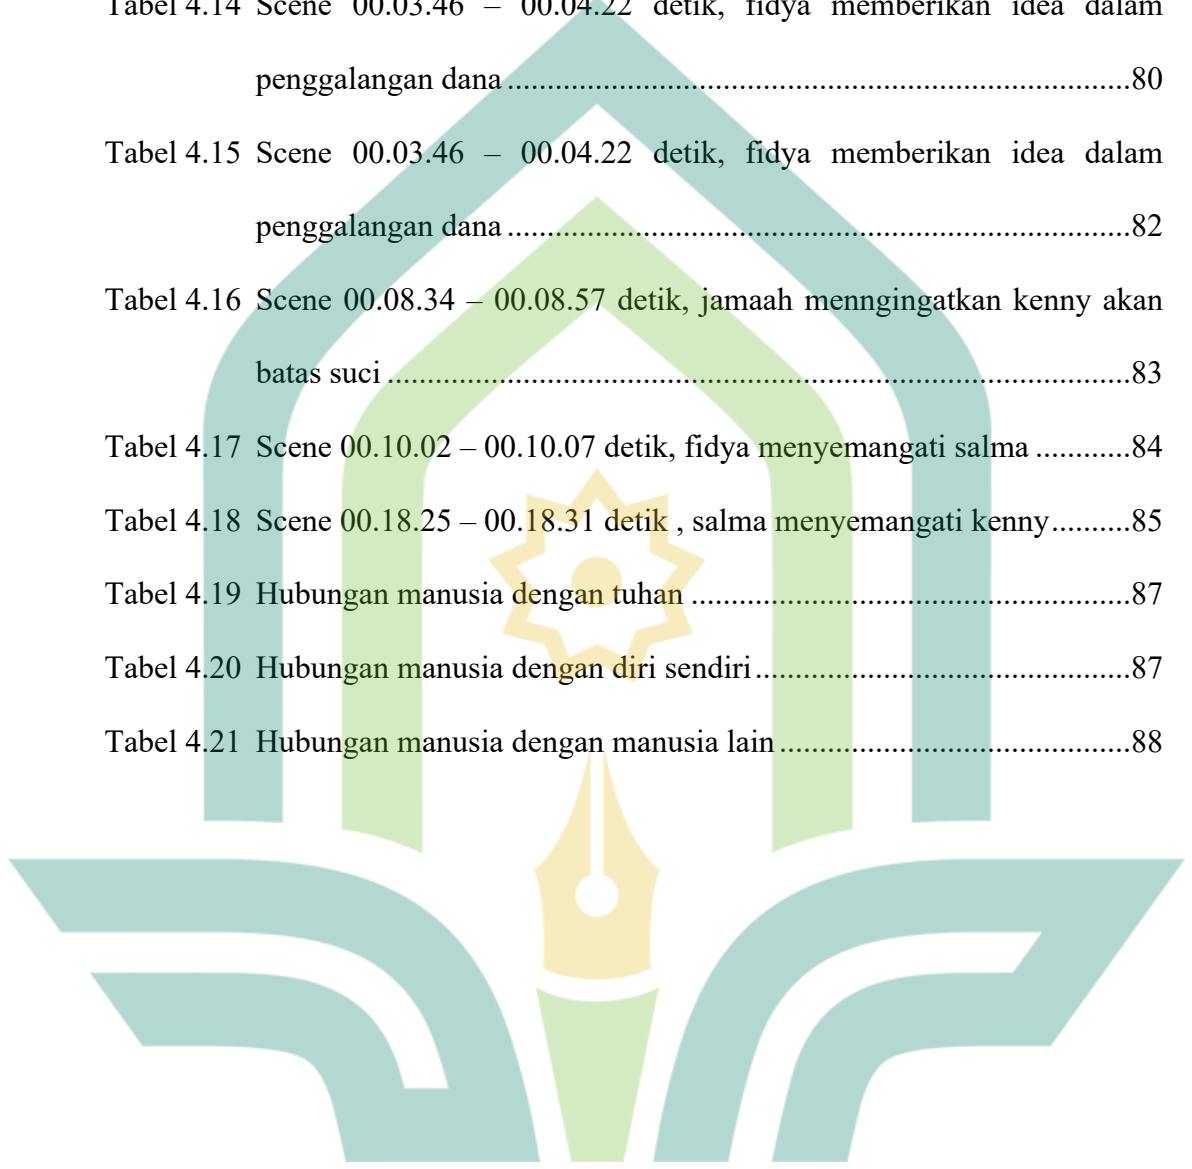 Tabel 4.14 Scene 00.03.46 – 00.04.22 detik, fidya memberikan idea dalam
penggalangan dana ................................................................................80
Tabel 4.15 Scene 00.03.46 – 00.04.22 detik, fidya memberikan idea dalam
penggalangan dana ................................................................................82
Tabel 4.16 Scene 00.08.34 – 00.08.57 detik, jamaah menngingatkan kenny akan
batas suci ...............................................................................................83
Tabel 4.17 Scene 00.10.02 – 00.10.07 detik, fidya menyemangati salma ............84
Tabel 4.18 Scene 00.18.25 – 00.18.31 detik , salma menyemangati kenny..........85
Tabel 4.19 Hubungan manusia dengan tuhan ........................................................87
Tabel 4.20 Hubungan manusia dengan diri sendiri................................................87
Tabel 4.21 Hubungan manusia dengan manusia lain .............................................88